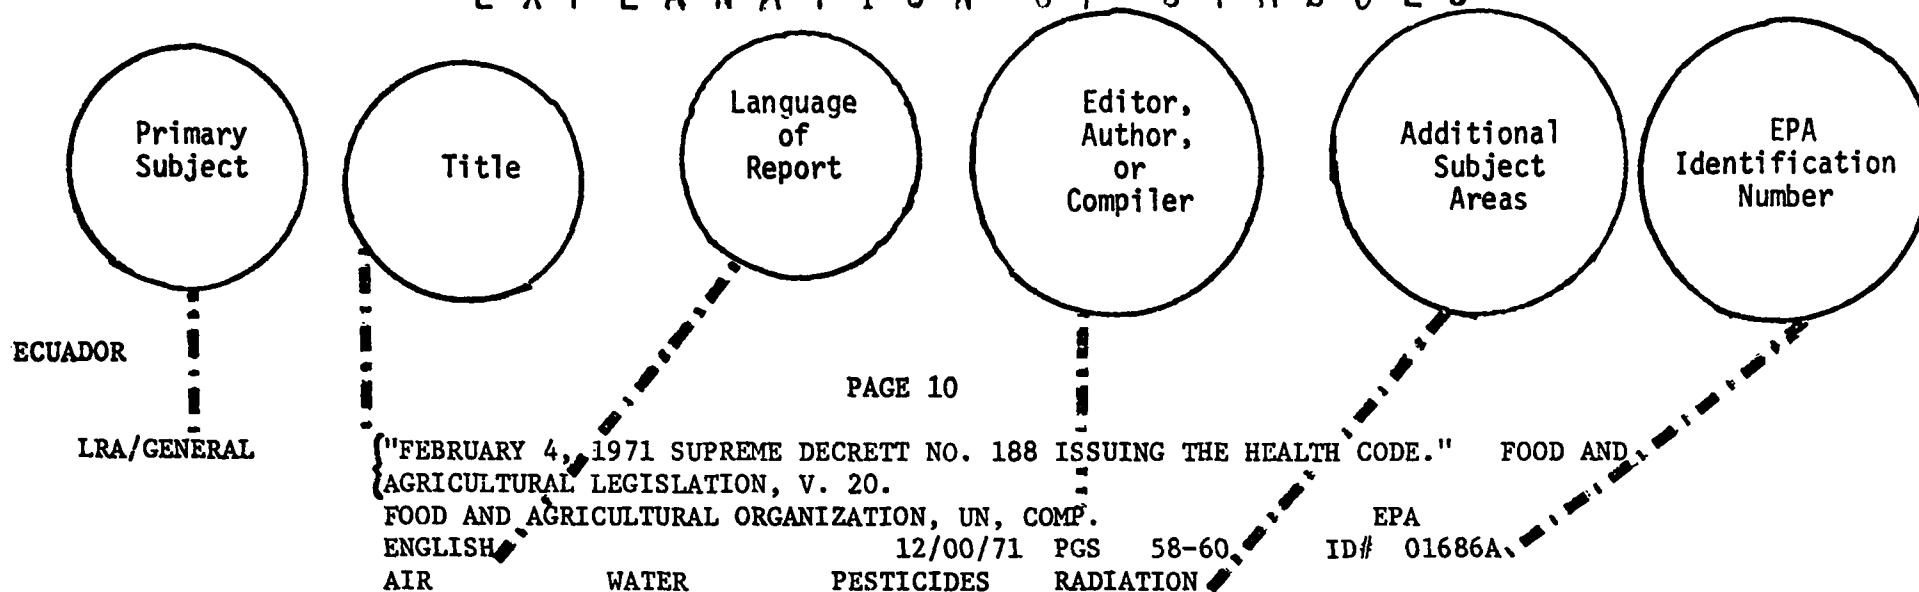 EXPLANATION OF SYMBOLS
Primary
Subject
Title
Language
of
Report
Editor,
Author,
or
Compiler
Additional
Subject
Areas
EPA
Identification
Number
ECUADOR
PAGE 10
LRA/GENERAL
"FEBRUARY 4, 1971 SUPREME DECRETT NO. 188 ISSUING THE HEALTH CODE." FOOD AND
AGRICULTURAL LEGISLATION, V. 20.
FOOD AND AGRICULTURAL ORGANIZATION, UN, COMP. EPA
ENGLISH 12/00/71 PGS 58-60 ID# 01686A
AIR WATER PESTICIDES RADIATION